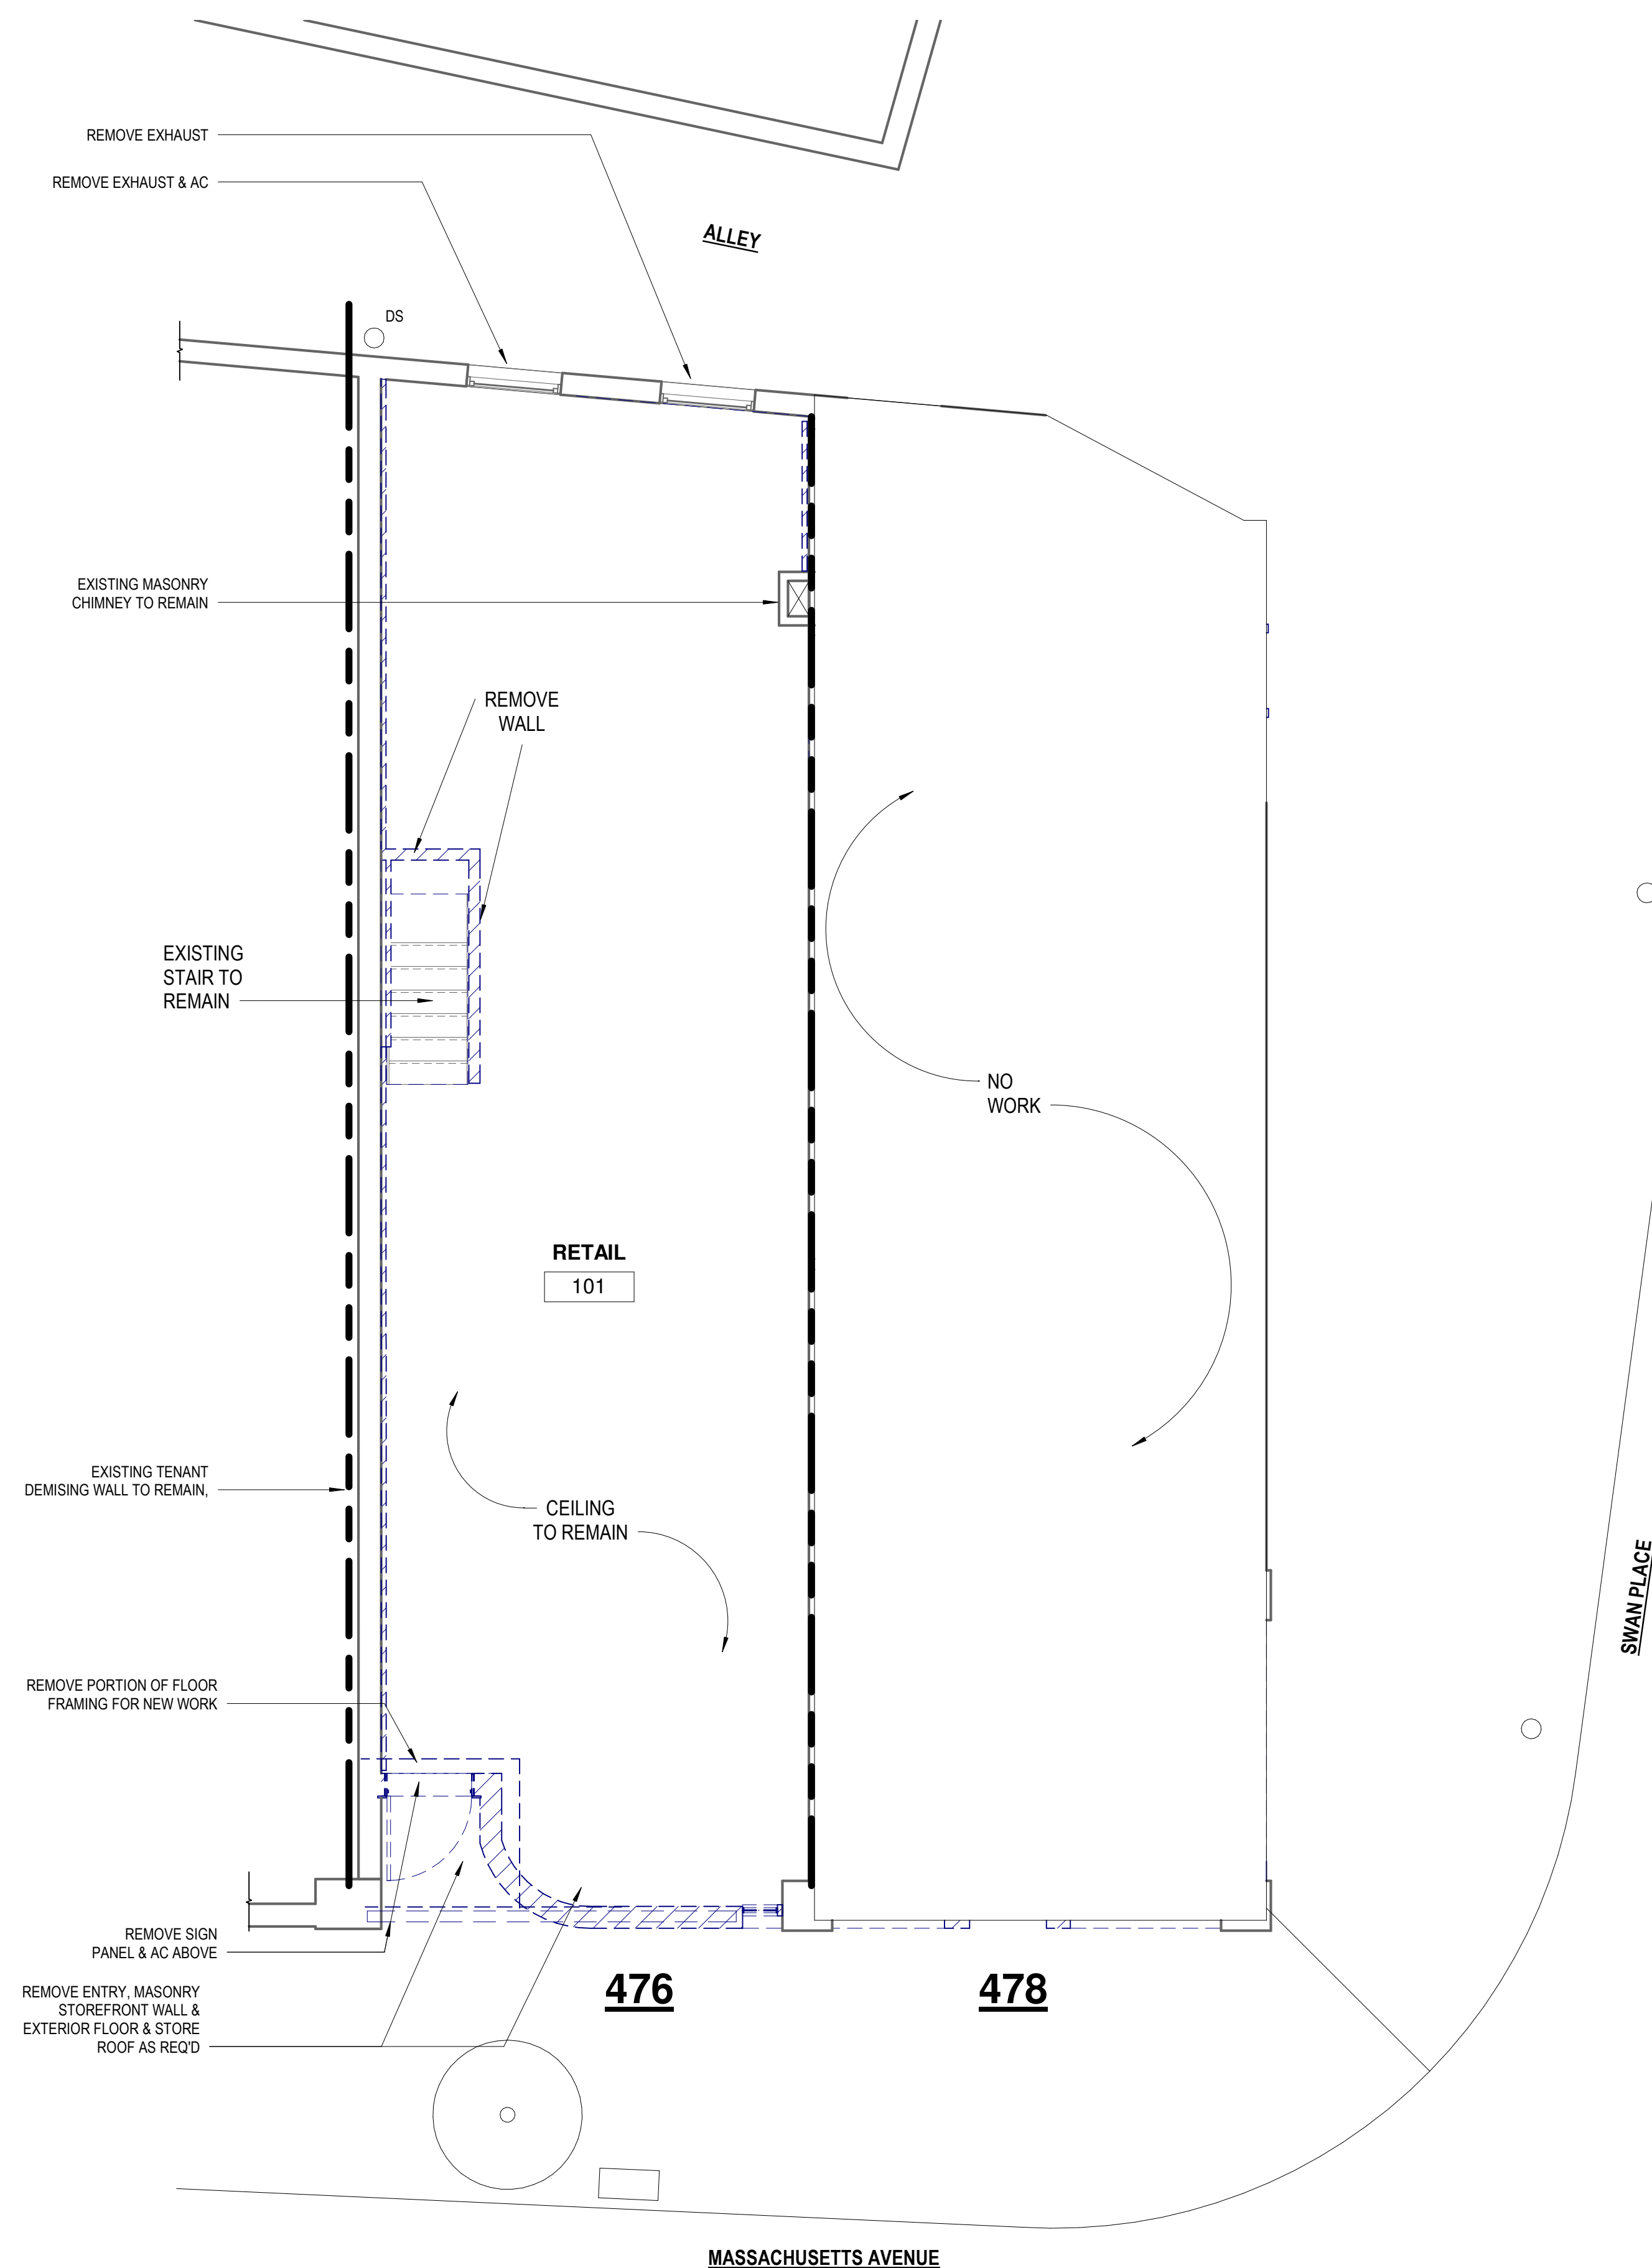 REMOVE EXHAUST
REMOVE EXHAUST & AC
ALLEY
DS
EXISTING MASONRY
CHIMNEY TO REMAIN
REMOVE
WALL
EXISTING
STAIR TO
REMAIN
NO
WORK
RETAIL
101
EXISTING TENANT
DEMISING WALL TO REMAIN,
CEILING
TO REMAIN
SWAN PLACE
REMOVE PORTION OF FLOOR
FRAMING FOR NEW WORK
REMOVE SIGN
PANEL & AC ABOVE
REMOVE ENTRY, MASONRY
STOREFRONT WALL &
EXTERIOR FLOOR & STORE
ROOF AS REQ'D
476
478
MASSACHUSETTS AVENUE